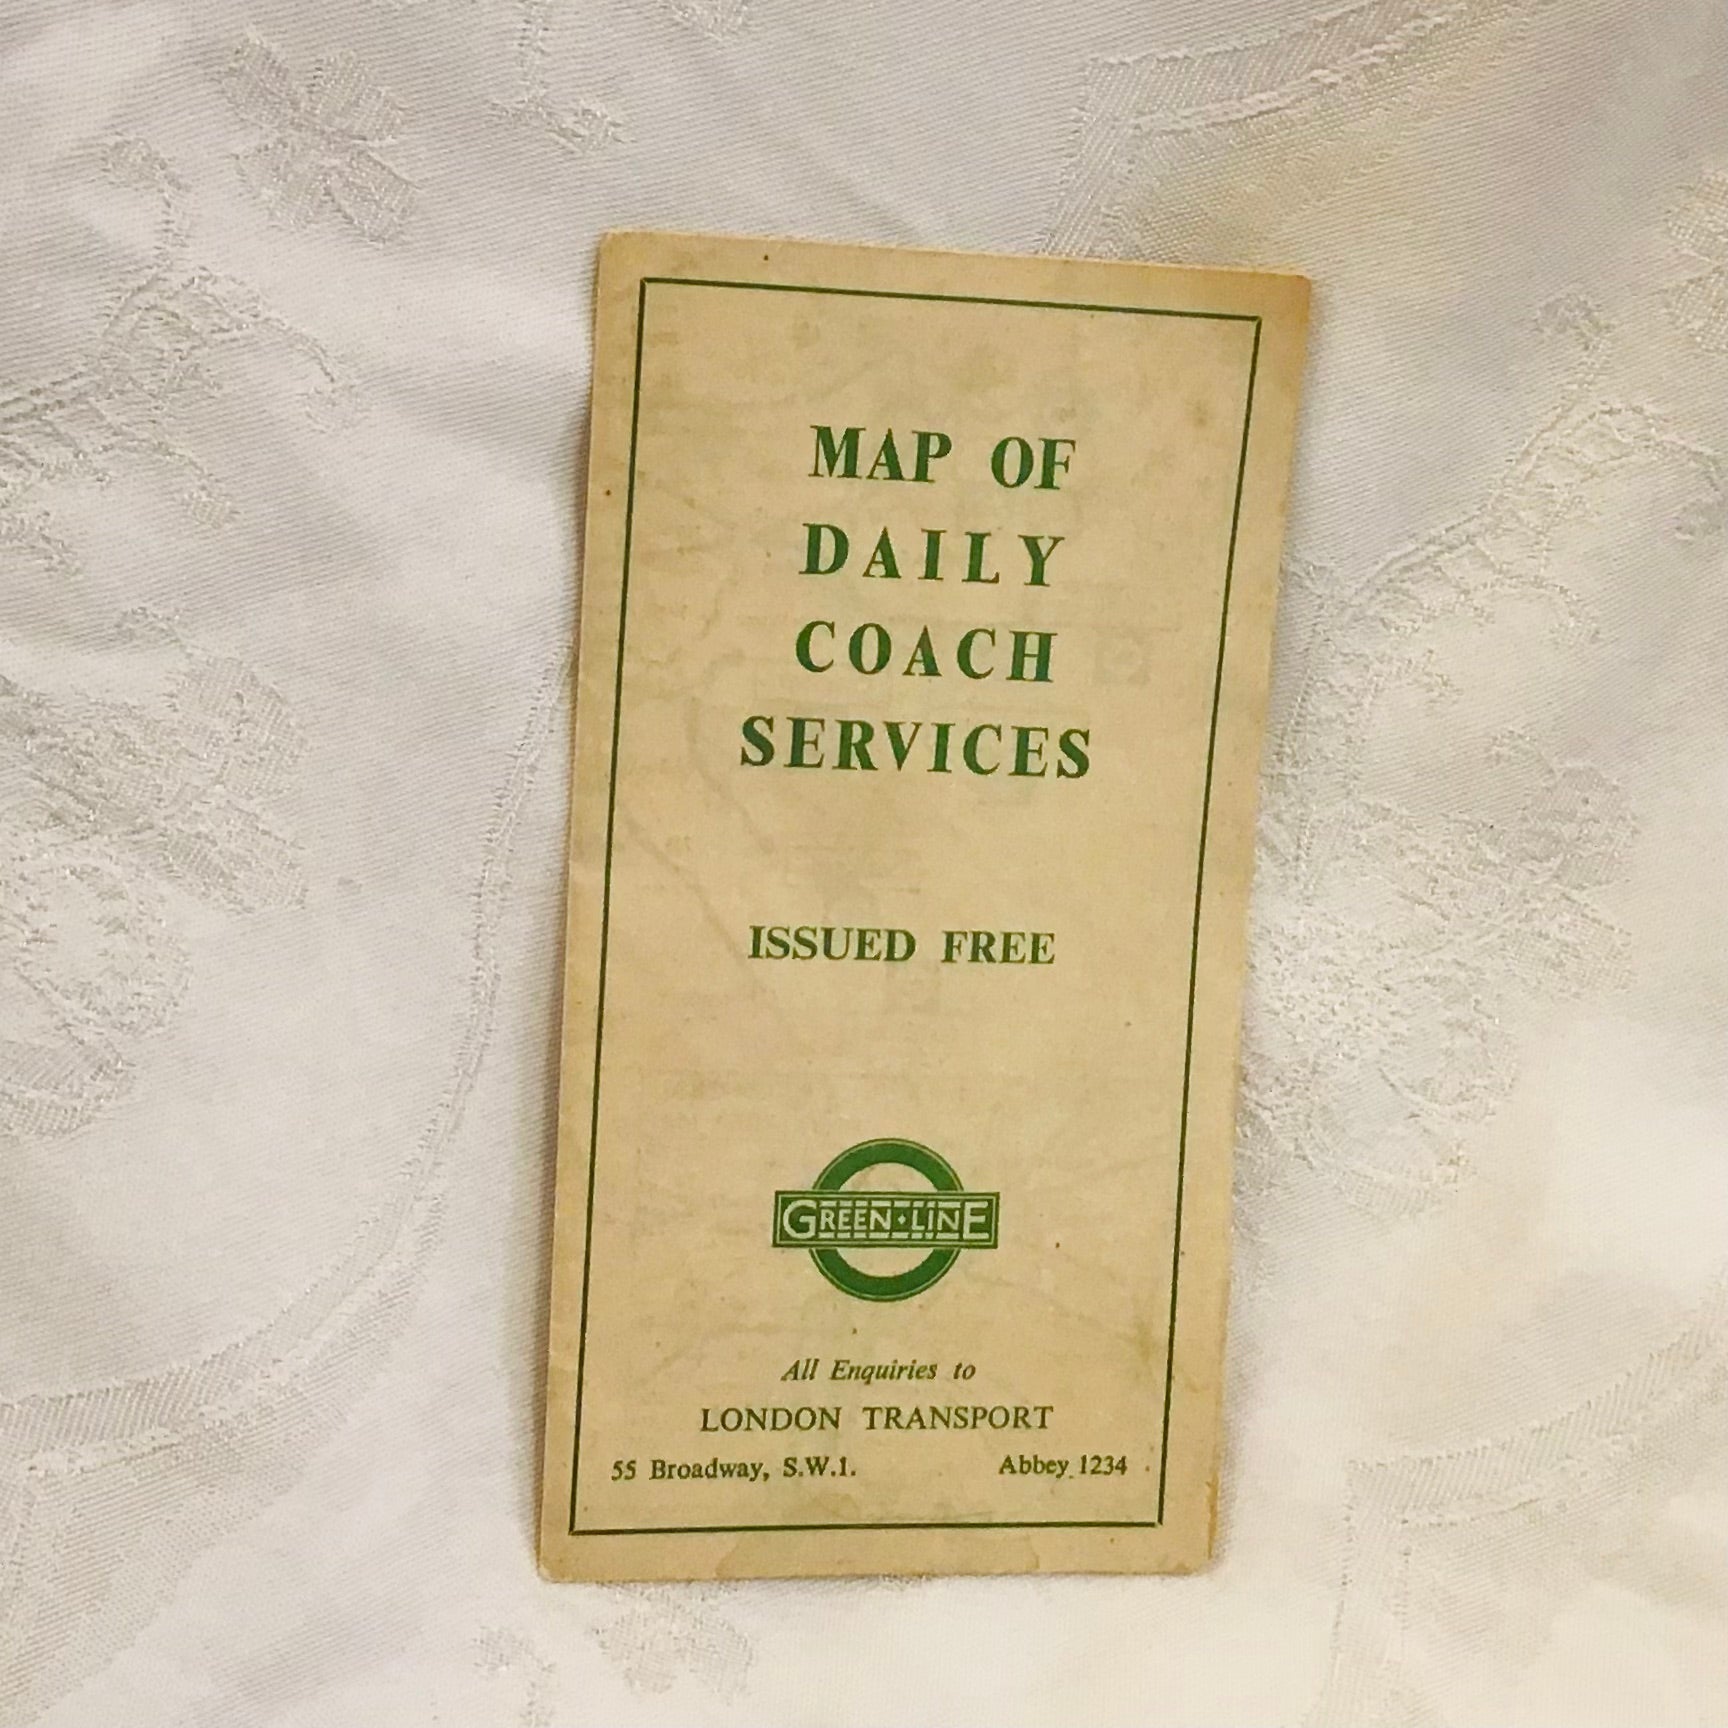 MAP OF
DAILY
COACH
SERVICES
ISSUED FREE
GREEN LINE
All Enquiries to
LONDON TRANSPORT
55 Broadway, S.W.1. Abbey 1234